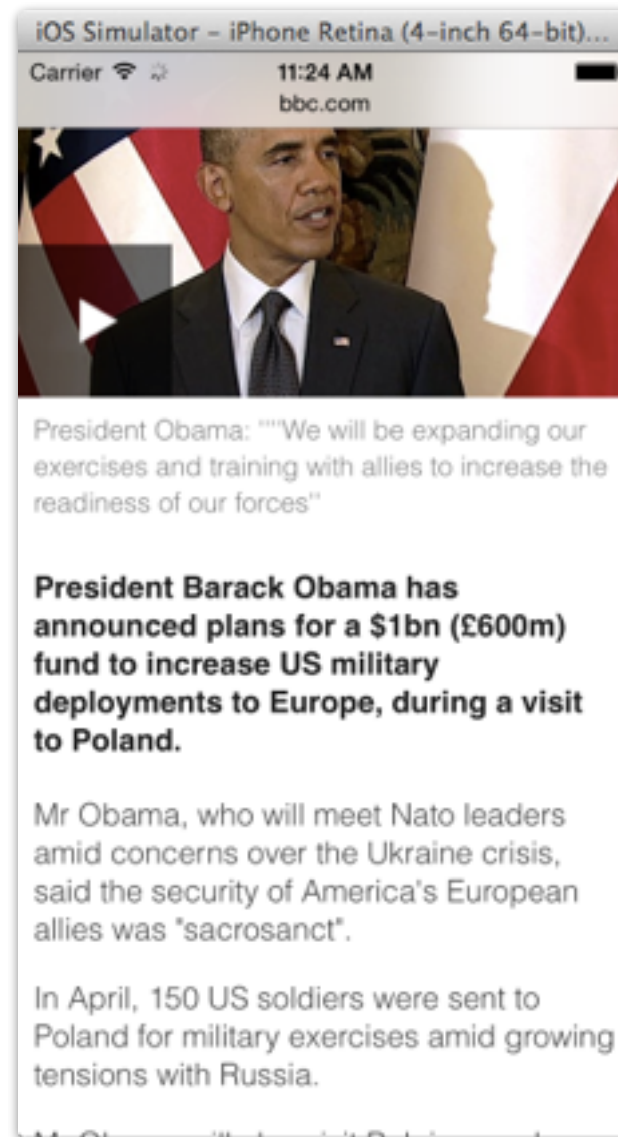 iOS Simulator – iPhone Retina (4-inch 64-bit)...
Carrier 11:24 AM
bbc.com
President Obama: ""We will be expanding our
exercises and training with allies to increase the
readiness of our forces"
President Barack Obama has
announced plans for a $1bn (£600m)
fund to increase US military
deployments to Europe, during a visit
to Poland.
Mr Obama, who will meet Nato leaders
amid concerns over the Ukraine crisis,
said the security of America's European
allies was "sacrosanct".
In April, 150 US soldiers were sent to
Poland for military exercises amid growing
tensions with Russia.